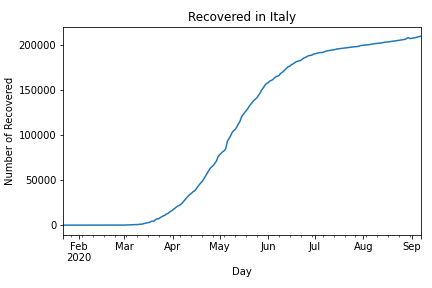 Recovered in Italy
Number of Recovered
200000
150000
100000
50000
0
Feb Mar Apr May Jun Jul Aug Sep
2020
Day